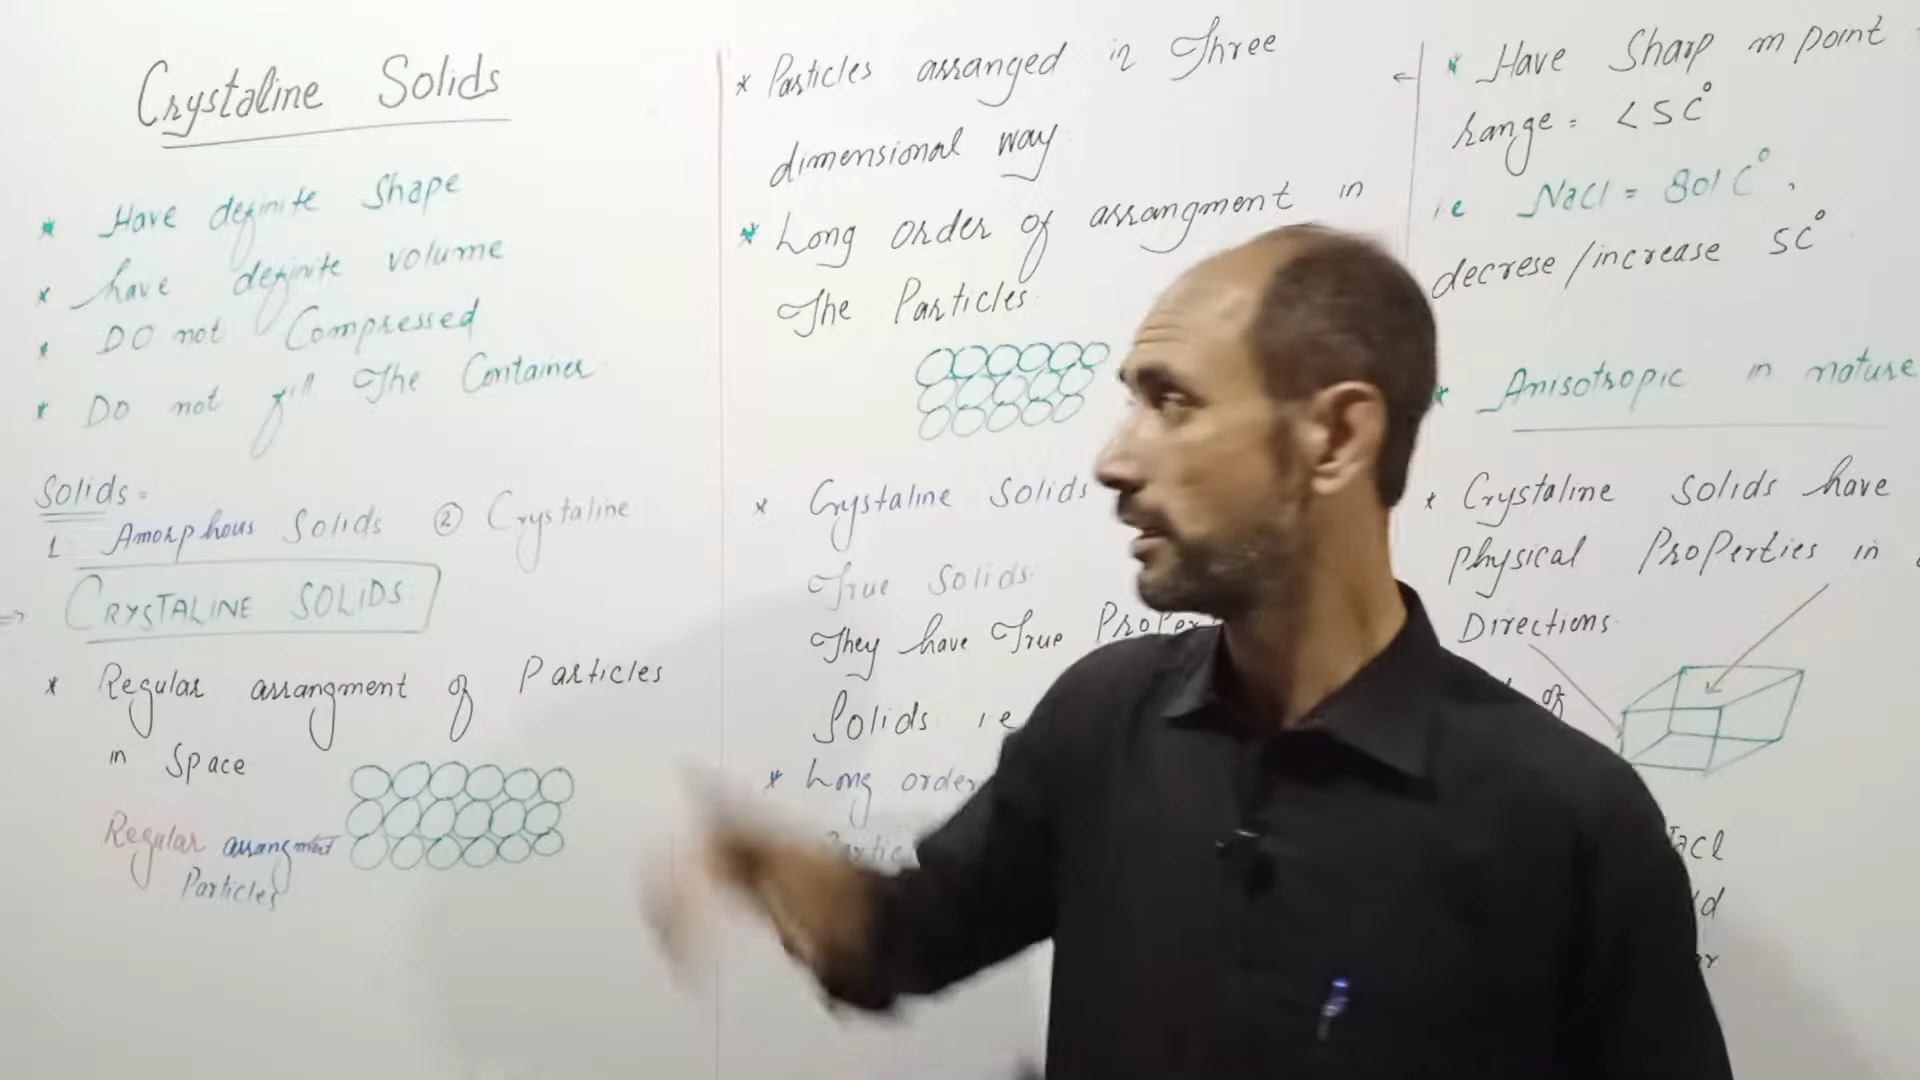 Crystaline Solids
* Have definite Shape
* have definite volume
* DO not Compressed
* Do not fill The Container
Solids =
1 Amorphous Solids ② Crystaline
CRYSTALINE SOLIDS
* Regular arrangment of Particles
in Space
Regular arrangment
Particles
* Particles arranged in Three
dimensional way
* Long order of arrangment in
The Particles
* Crystaline Solids
True Solids
They have True
Solids ie
* Long order
* Have Sharp m point
range = <5C°
ie NaCl = 801C°,
decrese/increase 5C°
* Anisotropic in nature
* Crystaline Solids have
Physical Properties in
Directions
of